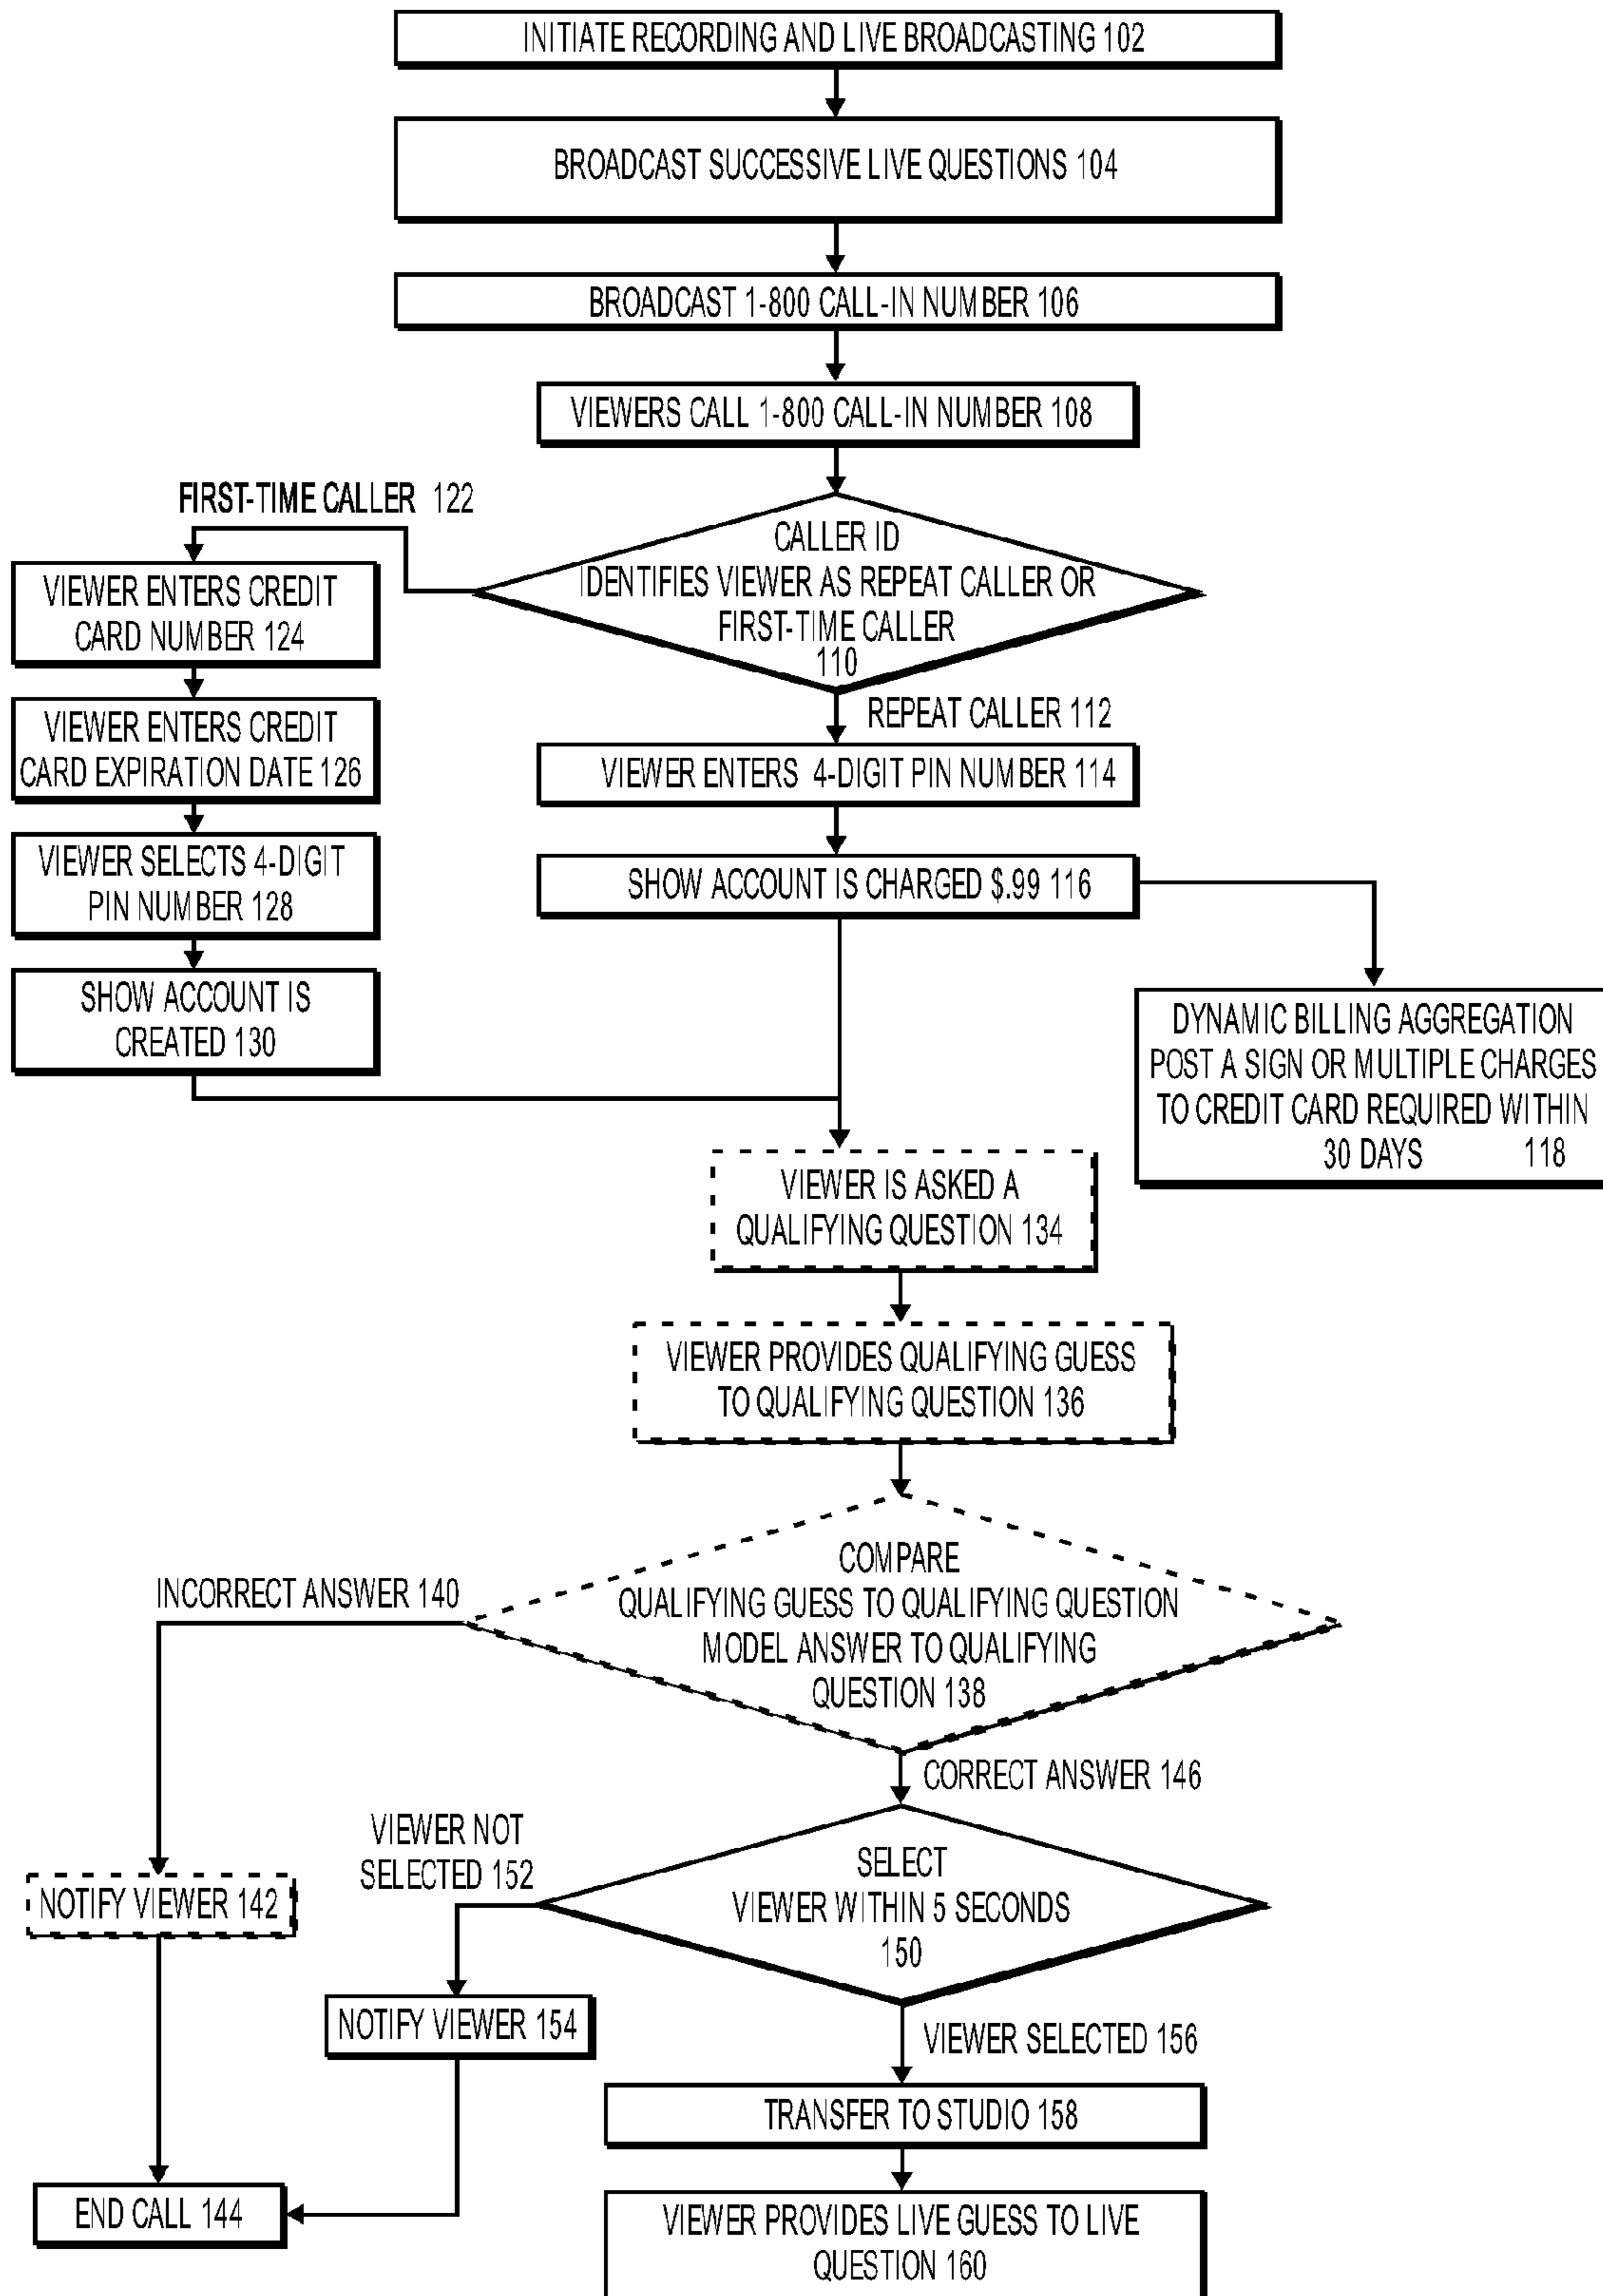 INITIATE RECORDING AND LIVE BROADCASTING 102
BROADCAST SUCCESSIVE LIVE QUESTIONS 104
BROADCAST 1-800 CALL-IN NUMBER 106
VIEWERS CALL 1-800 CALL-IN NUMBER 108
FIRST-TIME CALLER 122
CALLER ID
IDENTIFIES VIEWER AS REPEAT CALLER OR
FIRST-TIME CALLER
110
VIEWER ENTERS CREDIT
CARD NUMBER 124
VIEWER ENTERS CREDIT
CARD EXPIRATION DATE 126
VIEWER SELECTS 4-DIGIT
PIN NUMBER 128
SHOW ACCOUNT IS
CREATED 130
REPEAT CALLER 112
VIEWER ENTERS 4-DIGIT PIN NUMBER 114
SHOW ACCOUNT IS CHARGED $.99 116
DYNAMIC BILLING AGGREGATION
POST A SIGN OR MULTIPLE CHARGES
TO CREDIT CARD REQUIRED WITHIN
30 DAYS 118
VIEWER IS ASKED A
QUALIFYING QUESTION 134
VIEWER PROVIDES QUALIFYING GUESS
TO QUALIFYING QUESTION 136
COMPARE
QUALIFYING GUESS TO QUALIFYING QUESTION
MODEL ANSWER TO QUALIFYING
QUESTION 138
INCORRECT ANSWER 140
CORRECT ANSWER 146
VIEWER NOT
SELECTED 152
SELECT
VIEWER WITHIN 5 SECONDS
150
NOTIFY VIEWER 142
NOTIFY VIEWER 154
VIEWER SELECTED 156
TRANSFER TO STUDIO 158
END CALL 144
VIEWER PROVIDES LIVE GUESS TO LIVE
QUESTION 160